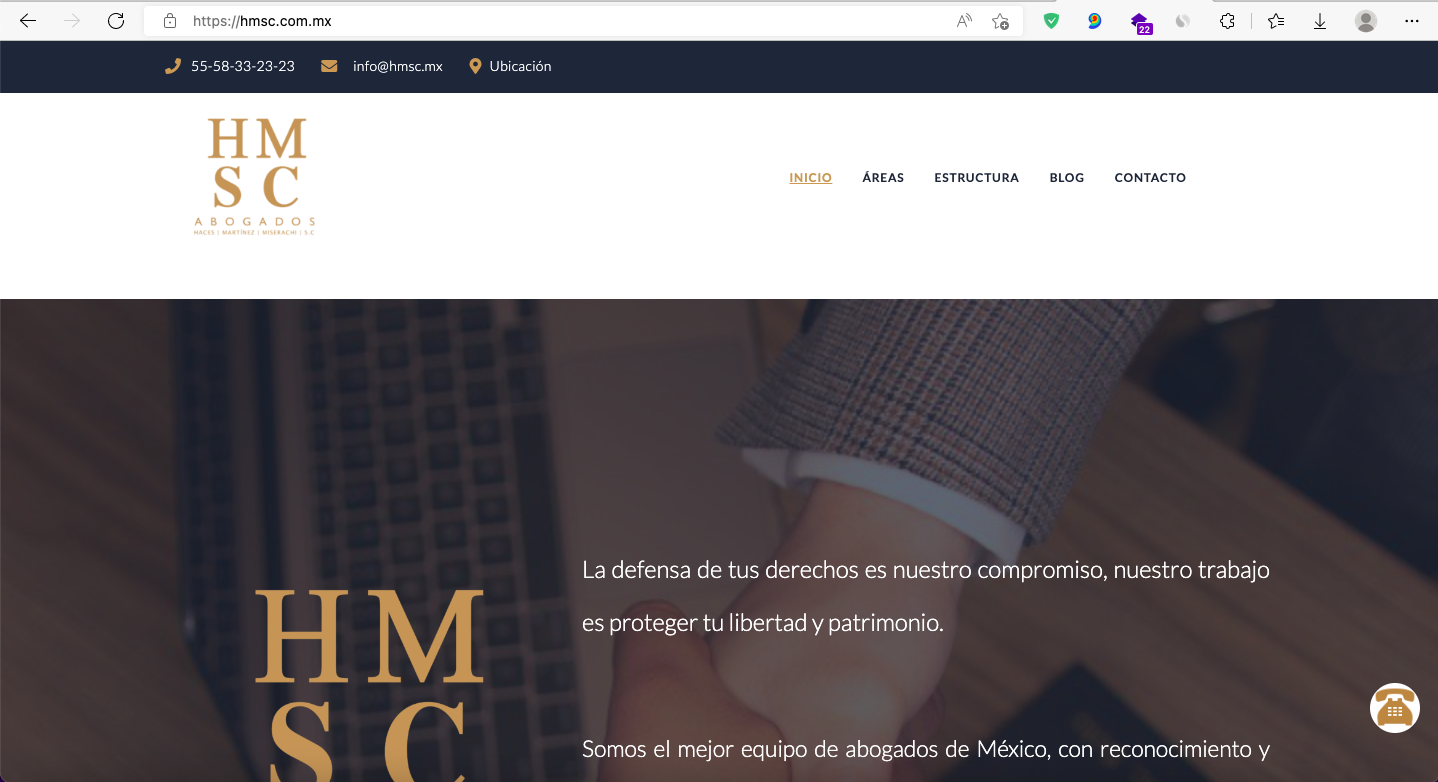 https://hmsc.com.mx
22
55-58-33-23-23 info@hmsc.mx Ubicación
HM
SC
ABOGADOS
HACES | MARTÍNEZ | MISERACHI | S.C
INICIO ÁREAS ESTRUCTURA BLOG CONTACTO
La defensa de tus derechos es nuestro compromiso, nuestro trabajo
es proteger tu libertad y patrimonio.
HM
SC
Somos el mejor equipo de abogados de México, con reconocimiento y